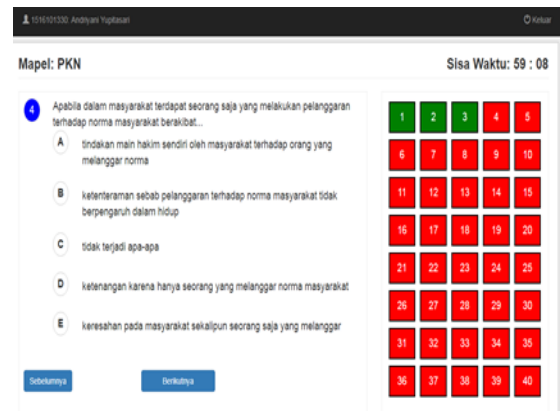 1516101330: Andriyani Yupitasari
Keluar
Mapel: PKN
Sisa Waktu: 59 : 08
4
Apabila dalam masyarakat terdapat seorang saja yang melakukan pelanggaran
terhadap norma masyarakat berakibat...
A
tindakan main hakim sendiri oleh masyarakat terhadap orang yang
melanggar norma
B
ketenteraman sebab pelanggaran terhadap norma masyarakat tidak
berpengaruh dalam hidup
C
tidak terjadi apa-apa
D
ketenangan karena hanya seorang yang melanggar norma masyarakat
E
keresahan pada masyarakat sekalipun seorang saja yang melanggar
Sebelumnya
Berikutnya
1 2 3 4 5
6 7 8 9 10
11 12 13 14 15
16 17 18 19 20
21 22 23 24 25
26 27 28 29 30
31 32 33 34 35
36 37 38 39 40